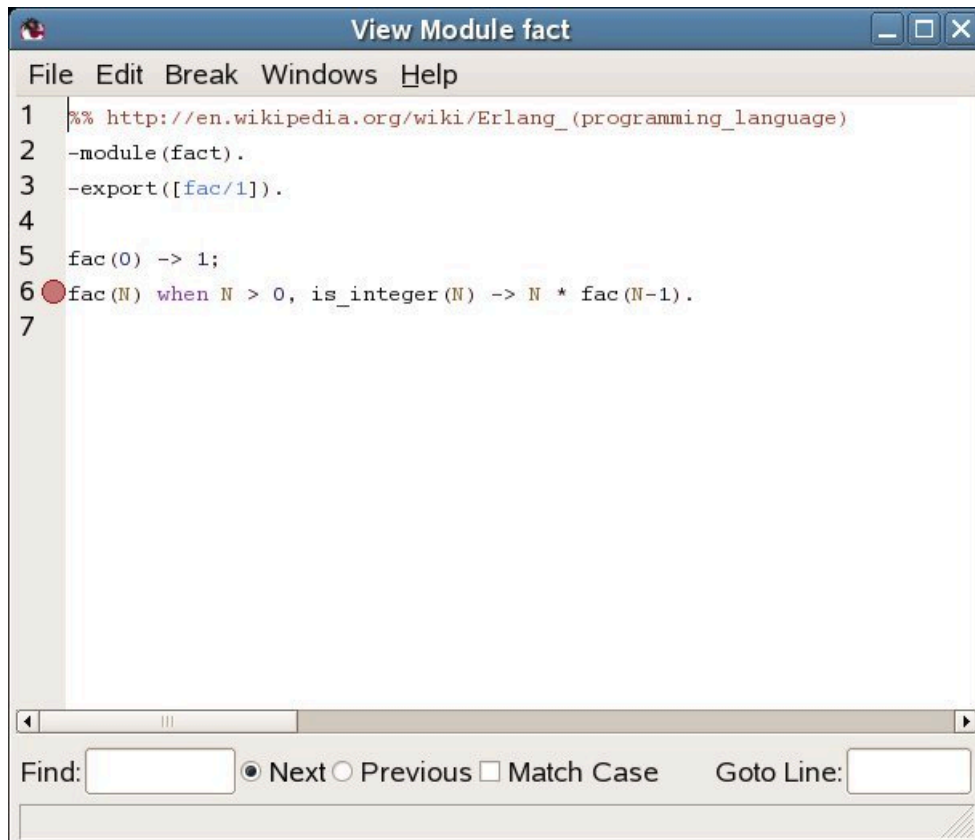 View Module fact
File Edit Break Windows Help
1 %% http://en.wikipedia.org/wiki/Erlang_(programming_language)
2 -module(fact).
3 -export([fac/1]).
4
5 fac(0) -> 1;
6 fac(N) when N > 0, is_integer(N) -> N * fac(N-1).
7
Find: Next Previous Match Case Goto Line: